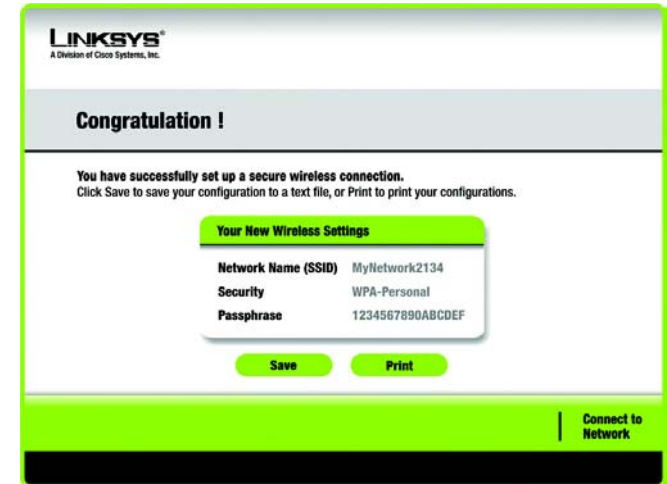 LINKSYS®
A Division of Cisco Systems, Inc.
Congratulation !
You have successfully set up a secure wireless connection.
Click Save to save your configuration to a text file, or Print to print your configurations.
Your New Wireless Settings
Network Name (SSID) MyNetwork2134
Security WPA-Personal
Passphrase 1234567890ABCDEF
Save Print
Connect to
Network